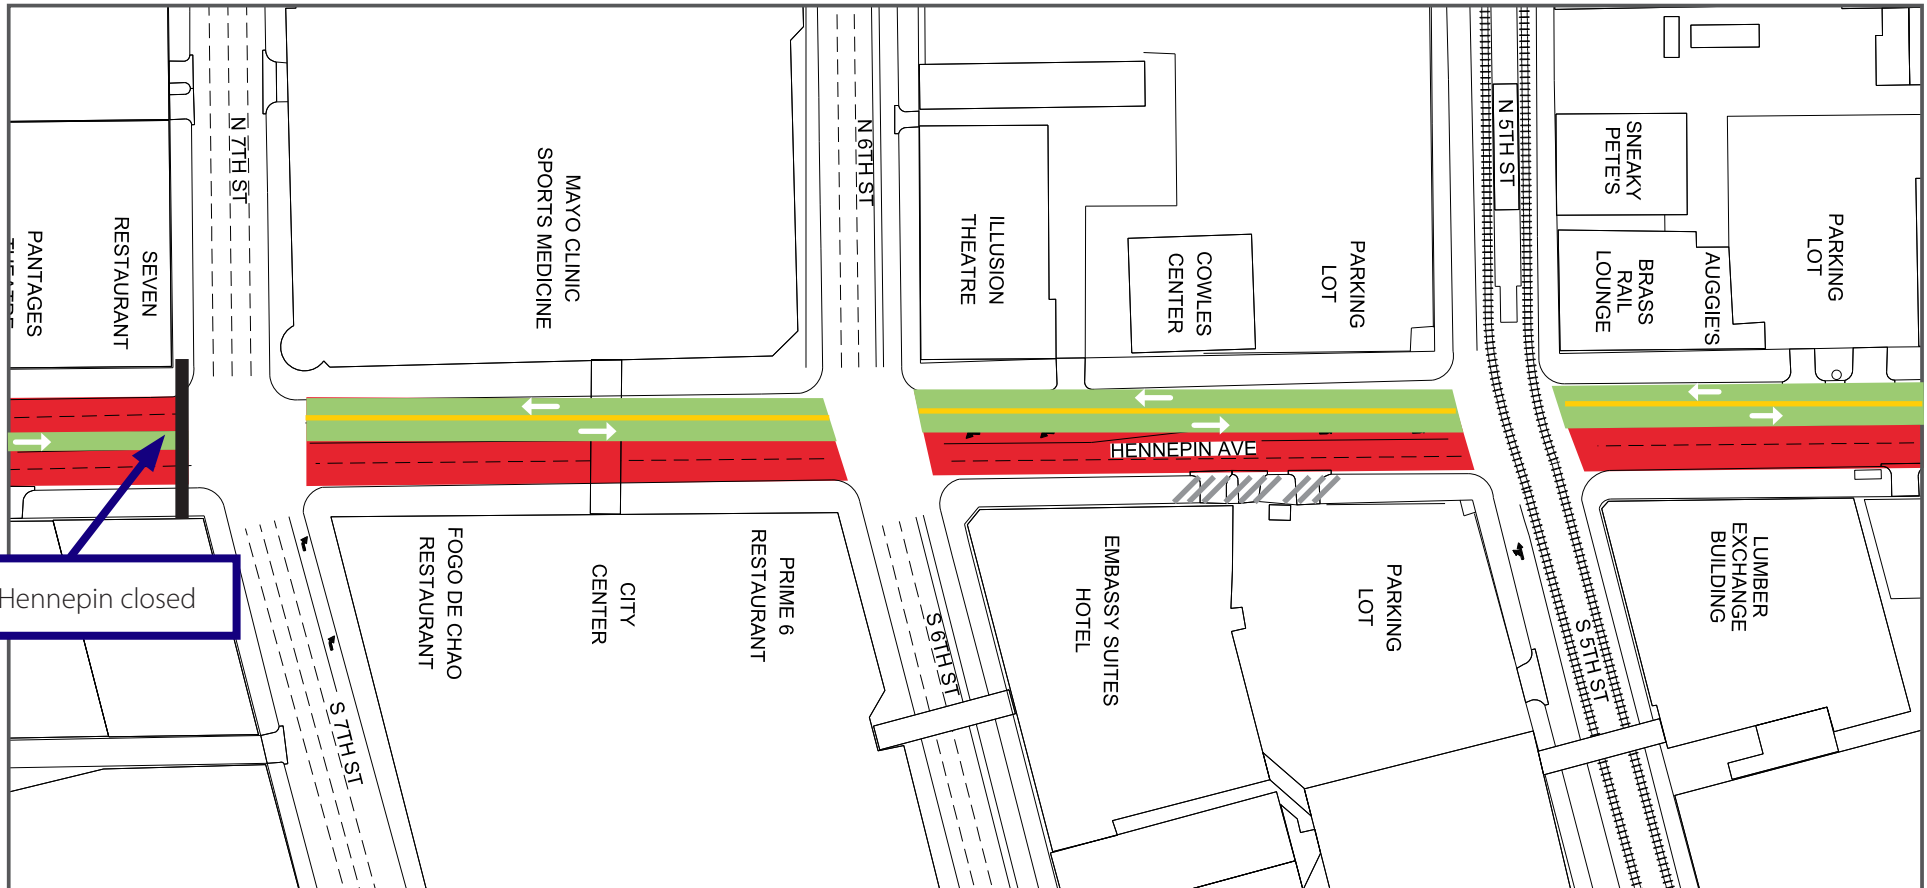 N 7TH ST
N 6TH ST
N 5TH ST
SNEAKY
PETE'S
MAYO CLINIC
SPORTS MEDICINE
SEVEN
RESTAURANT
PANTAGES
THEATRE
ILLUSION
THEATRE
COWLES
CENTER
PARKING
LOT
BRASS
RAIL
LOUNGE
AUGGIE'S
PARKING
LOT
HENNEPIN AVE
Hennepin closed
FOGO DE CHAO
RESTAURANT
CITY
CENTER
PRIME 6
RESTAURANT
EMBASSY SUITES
HOTEL
PARKING
LOT
LUMBER
EXCHANGE
BUILDING
S 7TH ST
S 6TH ST
S 5TH ST